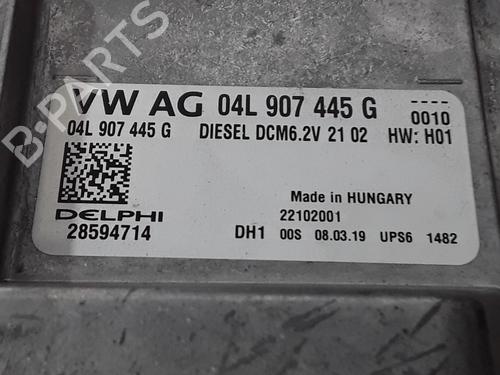 B-PARTS
VW AG 04L 907 445 G ----
0010
04L 907 445 G DIESEL DCM6.2V 21 02 HW: H01
Made in HUNGARY
DELPHI 22102001
28594714 DH1 00S 08.03.19 UPS6 1482